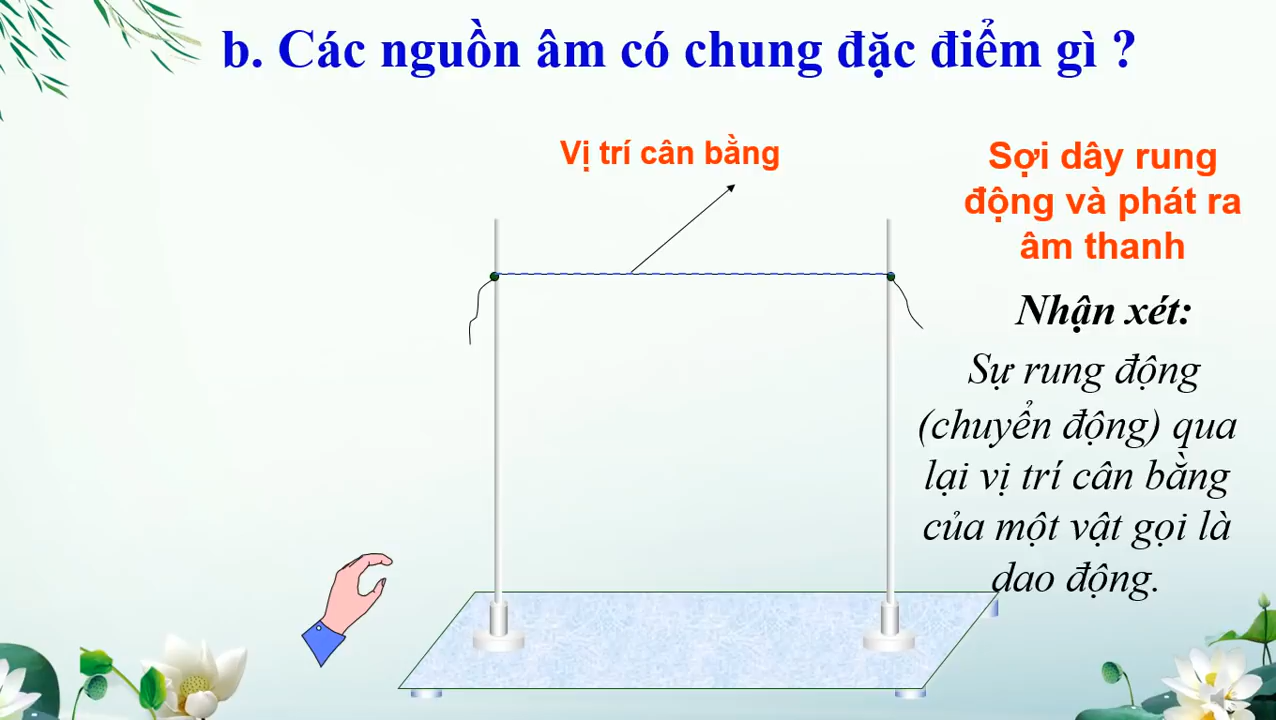 b. Các nguồn âm có chung đặc điểm gì ?
Vị trí cân bằng
Sợi dây rung
động và phát ra
âm thanh
Nhận xét:
Sự rung động
(chuyển động) qua
lại vị trí cân bằng
của một vật gọi là
dao động.